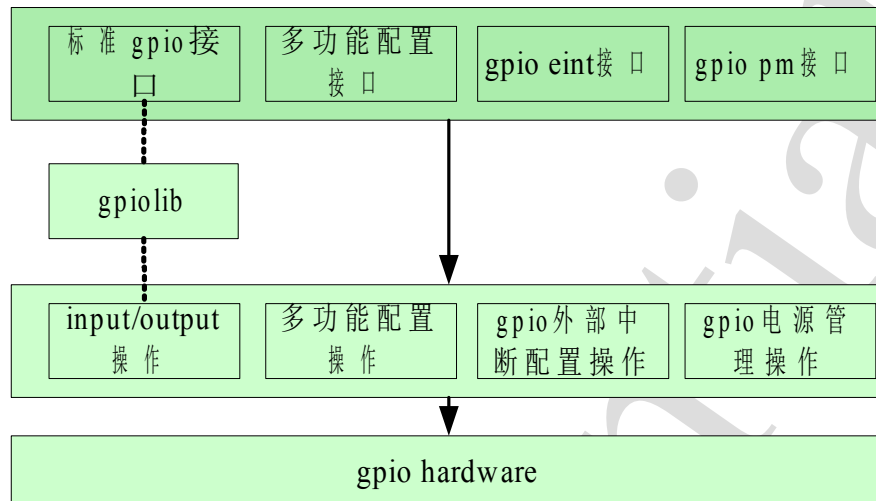 标准gpio接
口
多功能配置
接口
gpio eint接口
gpio pm接口
gpiolib
input/output
操作
多功能配置
操作
gpio外部中
断配置操作
gpio电源管
理操作
gpio hardware